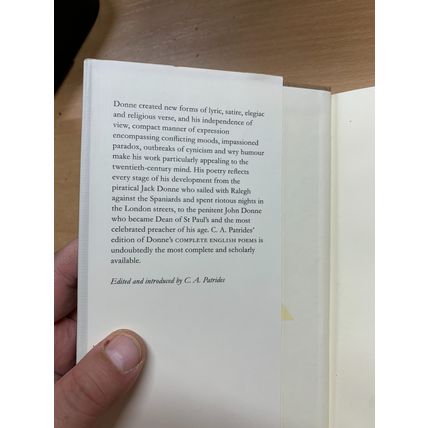 Donne created new forms of lyric, satire, elegiac
and religious verse, and his independence of
view, compact manner of expression
encompassing conflicting moods, impassioned
paradox, outbreaks of cynicism and wry humour
make his work particularly appealing to the
twentieth-century mind. His poetry reflects
every stage of his development from the
piratical Jack Donne who sailed with Ralegh
against the Spaniards and spent riotous nights in
the London streets, to the penitent John Donne
who became Dean of St Paul's and the most
celebrated preacher of his age. C. A. Patrides'
edition of Donne's COMPLETE ENGLISH POEMS is
undoubtedly the most complete and scholarly
available.
Edited and introduced by C. A. Patrides